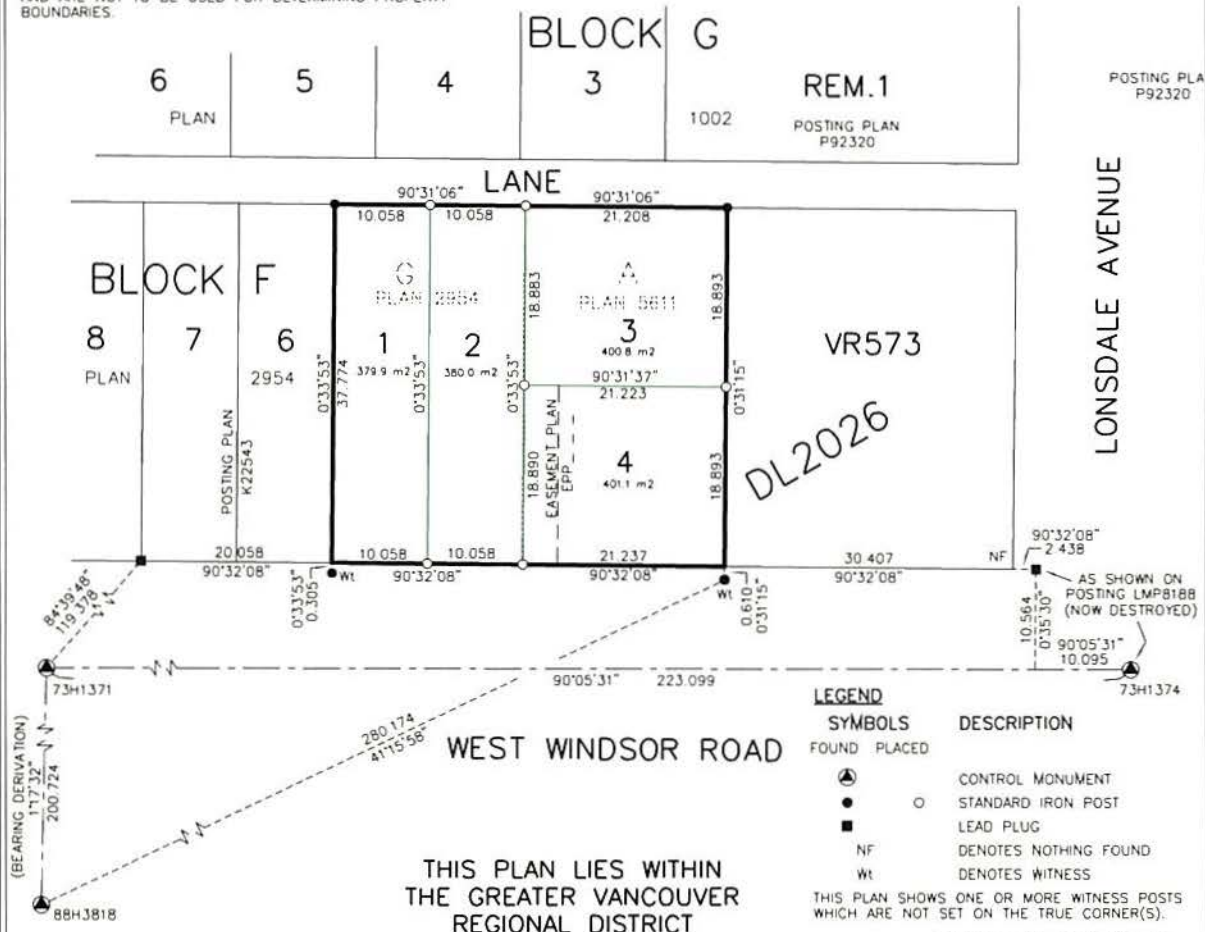 BOUNDARIES.
BLOCK G
6
5
4
3
REM.1
PLAN
1002
POSTING PLAN
P92320
POSTING PLA
P92320
LANE
90°31'06"
90°31'06"
10.058
10.058
21.208
LONSDALE AVENUE
BLOCK F
G
PLAN 2954
A
PLAN 5611
18.883
18.893
8
7
6
1
2
3
VR573
PLAN
2954
379.9 m2
380.0 m2
400.8 m2
0°33'53"
37.774
0°33'53"
0°33'53"
90°31'37"
21.223
0°31'15"
DL2026
POSTING PLAN
K22543
18.890
EASEMENT PLAN
EPP_ _
4
401.1 m2
18.893
20.058
90°32'08"
10.058
10.058
90°32'08"
21.237
90°32'08"
30.407
90°32'08"
NF
90°32'08"
2.438
Wt
0°33'53"
0.305
Wt
0.610
0°31'15"
AS SHOWN ON
POSTING LMP8188
(NOW DESTROYED)
84°39'48"
119.378
10.564
0°35'30"
90°05'31"
10.095
73H1371
90°05'31" 223.099
73H1374
(BEARING DERIVATION)
1°17'32"
200.724
280.174
41°15'58"
WEST WINDSOR ROAD
88H3818
THIS PLAN LIES WITHIN
THE GREATER VANCOUVER
REGIONAL DISTRICT
LEGEND
SYMBOLS DESCRIPTION
FOUND PLACED
CONTROL MONUMENT
STANDARD IRON POST
LEAD PLUG
NF DENOTES NOTHING FOUND
Wt DENOTES WITNESS
THIS PLAN SHOWS ONE OR MORE WITNESS POSTS
WHICH ARE NOT SET ON THE TRUE CORNER(S).